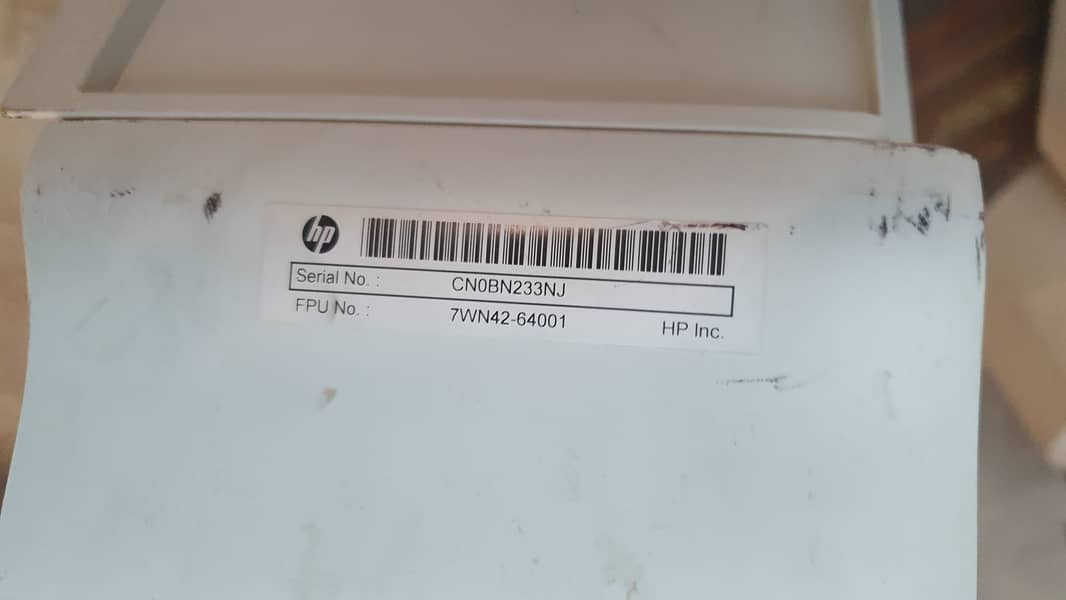 hp
Serial No. : CN0BN233NJ
FPU No. : 7WN42-64001 HP Inc.